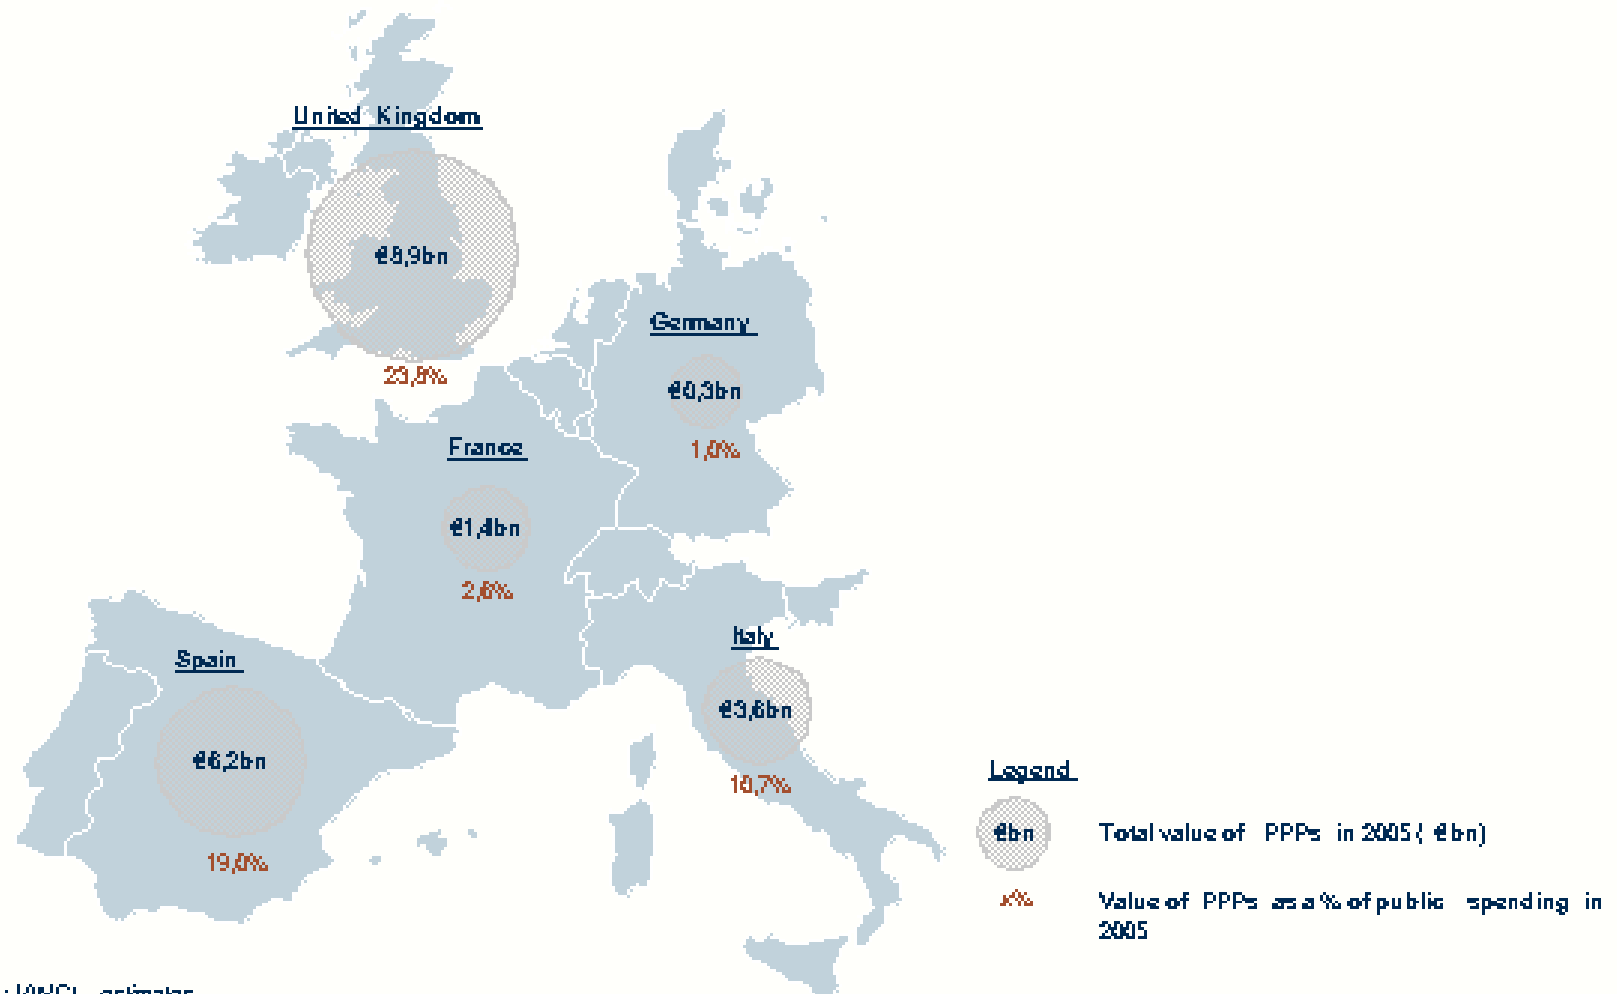 United Kingdom
€8,9bn
23,8%
Germany
€0,3bn
1,0%
France
€1,4bn
2,6%
Italy
€3,6bn
10,7%
Spain
€6,2bn
19,0%
Legend
€bn Total value of PPPs in 2005 ( €bn)
x% Value of PPPs as a % of public spending in
2005
estimates